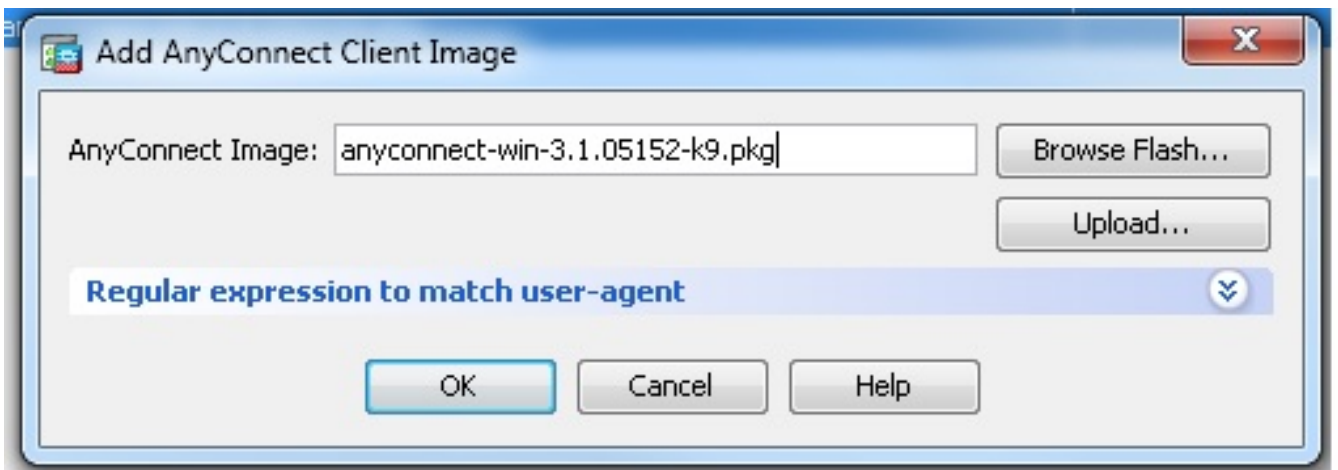 Add AnyConnect Client Image
AnyConnect Image: anyconnect-win-3.1.05152-k9.pkg Browse Flash...
Upload...
Regular expression to match user-agent
OK Cancel Help